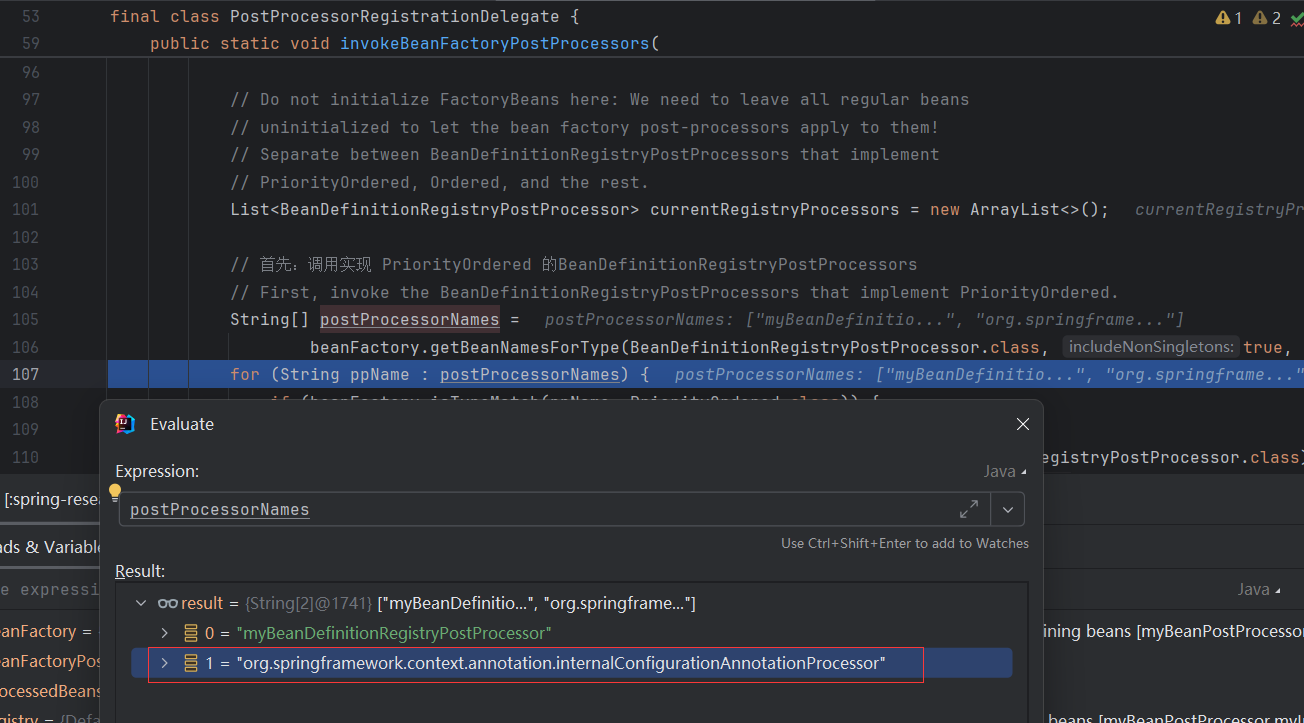 53 final class PostProcessorRegistrationDelegate {
1 2
59 public static void invokeBeanFactoryPostProcessors(
96
97 // Do not initialize FactoryBeans here: We need to leave all regular beans
98 // uninitialized to let the bean factory post-processors apply to them!
99 // Separate between BeanDefinitionRegistryPostProcessors that implement
100 // PriorityOrdered, Ordered, and the rest.
101 List<BeanDefinitionRegistryPostProcessor> currentRegistryProcessors = new ArrayList<>(); currentRegistryPr
102
103 // 首先：调用实现 PriorityOrdered 的BeanDefinitionRegistryPostProcessors
104 // First, invoke the BeanDefinitionRegistryPostProcessors that implement PriorityOrdered.
105 String[] postProcessorNames = postProcessorNames: ["myBeanDefinitio...", "org.springframe..."]
106 beanFactory.getBeanNamesForType(BeanDefinitionRegistryPostProcessor.class, includeNonSingletons: true,
107 for (String ppName : postProcessorNames) { postProcessorNames: ["myBeanDefinitio...", "org.springframe..."
108
109
110 egistryPostProcessor.class)
Evaluate
Expression:
Java
postProcessorNames
Use Ctrl+Shift+Enter to add to Watches
Result:
result = {String[2]@1741} ["myBeanDefinitio...", "org.springframe..."]
0 = "myBeanDefinitionRegistryPostProcessor"
1 = "org.springframework.context.annotation.internalConfigurationAnnotationProcessor"
[:spring-resea
ads & Variable
e expressi
Java
eanFactory =
ining beans [myBeanPostProcessor
eanFactoryPos
ocessedBeans
gistry = {Defa
beans [myBeanPostProcessor,myI